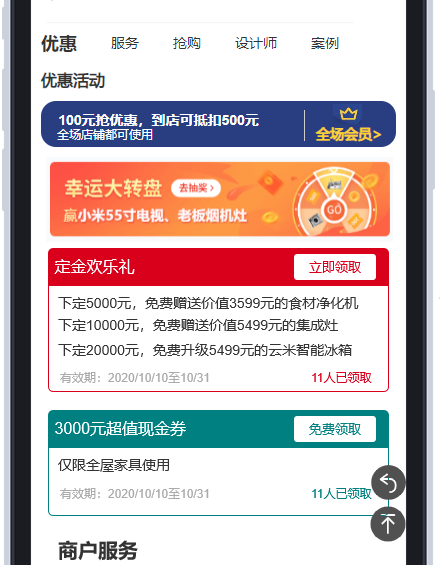 优惠 服务 抢购 设计师 案例
优惠活动
100元抢优惠，到店可抵扣500元
全场店铺都可使用
全场会员>
幸运大转盘 去抽奖 >
赢小米55寸电视、老板烟机灶
GO
定金欢乐礼 立即领取
下定5000元，免费赠送价值3599元的食材净化机
下定10000元，免费赠送价值5499元的集成灶
下定20000元，免费升级5499元的云米智能冰箱
有效期：2020/10/10至10/31 11人已领取
3000元超值现金券 免费领取
仅限全屋家具使用
有效期：2020/10/10至10/31 11人已领取
商户服务